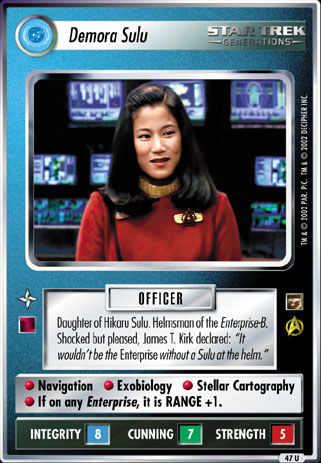 Demora Sulu
STAR TREK
GENERATIONS
TM & © 2002 PAR. PIC. TM & © 2002 DECIPHER INC.
OFFICER
Daughter of Hikaru Sulu. Helmsman of the Enterprise-B.
Shocked but pleased, James T. Kirk declared: "It
wouldn't be the Enterprise without a Sulu at the helm."
Navigation Exobiology Stellar Cartography
If on any Enterprise, it is RANGE +1.
INTEGRITY 8 CUNNING 7 STRENGTH 5
47 U